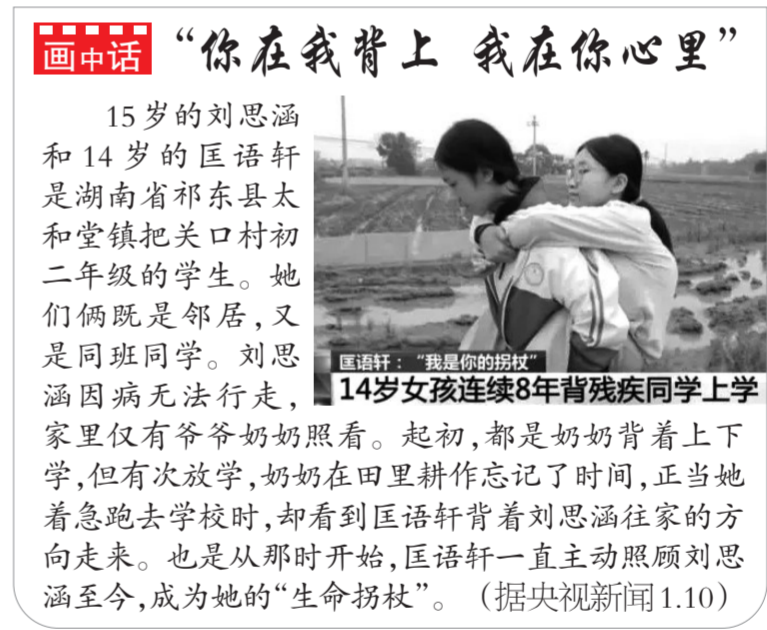 画中话
“你在我背上 我在你心里”
15岁的刘思涵
和14岁的匡语轩
是湖南省祁东县太
和堂镇把关口村初
二年级的学生。她
们俩既是邻居,又
是同班同学。刘思
涵因病无法行走,
匡语轩：“我是你的拐杖”
14岁女孩连续8年背残疾同学上学
家里仅有爷爷奶奶照看。起初,都是奶奶背着上下
学,但有次放学,奶奶在田里耕作忘记了时间,正当她
着急跑去学校时,却看到匡语轩背着刘思涵往家的方
向走来。也是从那时开始,匡语轩一直主动照顾刘思
涵至今,成为她的“生命拐杖”。（据央视新闻1.10）